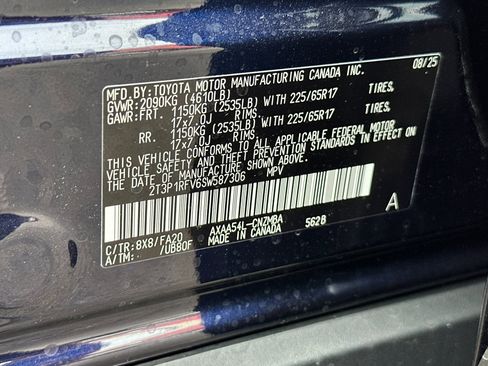 MFD.BY:TOYOTA MOTOR MANUFACTURING CANADA INC. 08/25
GVWR:2090KG (4610LB)
GAWR:FRT. 1150KG (2535LB) WITH 225/65R17 TIRES,
17x7.0J RIMS,
RR. 1150KG (2535LB) WITH 225/65R17 TIRES,
17x7.0J RIMS,
THIS VEHICLE CONFORMS TO ALL APPLICABLE FEDERAL MOTOR
VEHICLE SAFETY AND THEFT PREVENTION STANDARDS IN EFFECT
ON THE DATE OF MANUFACTURE SHOWN ABOVE.
2T3P1RFV6SW587306 MPV
A
C/TR:8X8/FA20 AXAA54L-CNZMBA 562B
A/TM: /UB80F MADE IN CANADA